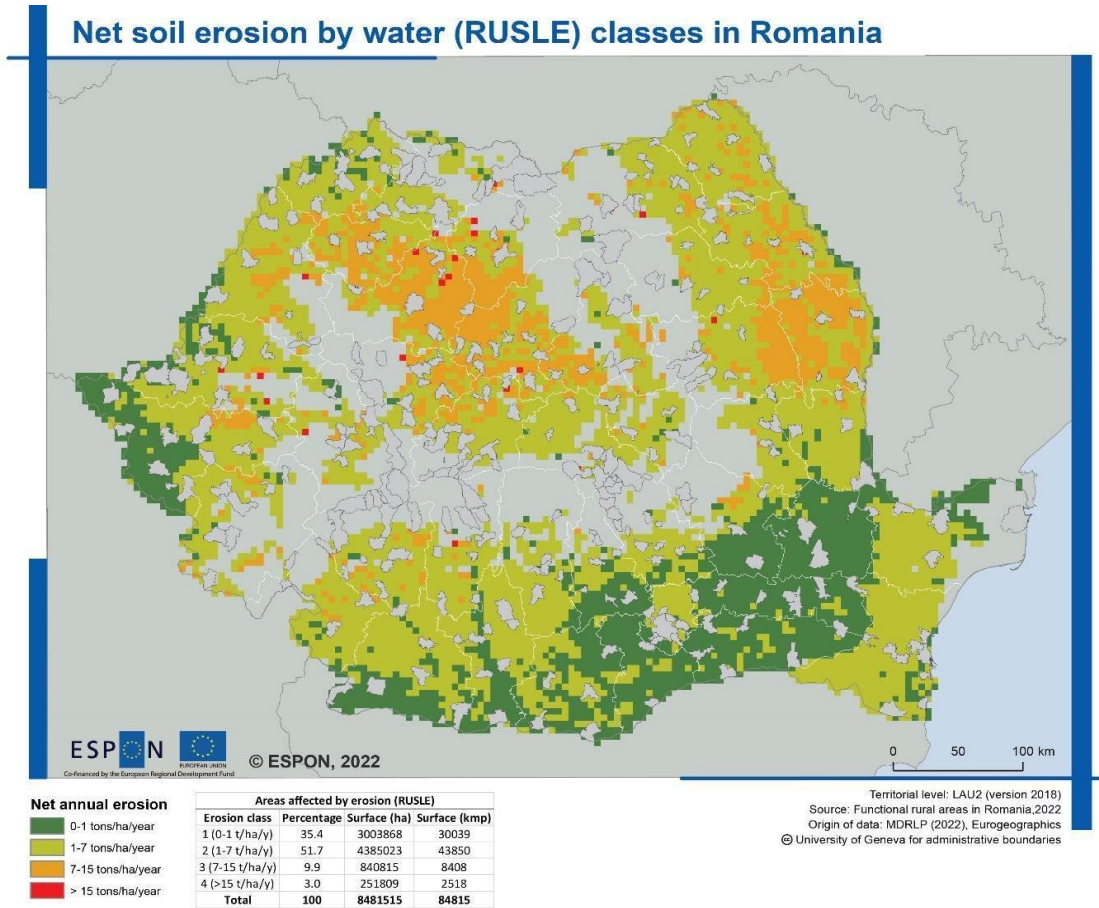 Net soil erosion by water (RUSLE) classes in Romania
ESPON
EUROPEAN UNION
Co-financed by the European Regional Development Fund
© ESPON, 2022
0 50 100 km
Net annual erosion
0-1 tons/ha/year
1-7 tons/ha/year
7-15 tons/ha/year
> 15 tons/ha/year
Areas affected by erosion (RUSLE)
Erosion class Percentage Surface (ha) Surface (kmp)
1 (0-1 t/ha/y) 35.4 3003868 30039
2 (1-7 t/ha/y) 51.7 4385023 43850
3 (7-15 t/ha/y) 9.9 840815 8408
4 (>15 t/ha/y) 3.0 251809 2518
Total 100 8481515 84815
Territorial level: LAU2 (version 2018)
Source: Functional rural areas in Romania,2022
Origin of data: MDRLP (2022), Eurogeographics
© University of Geneva for administrative boundaries